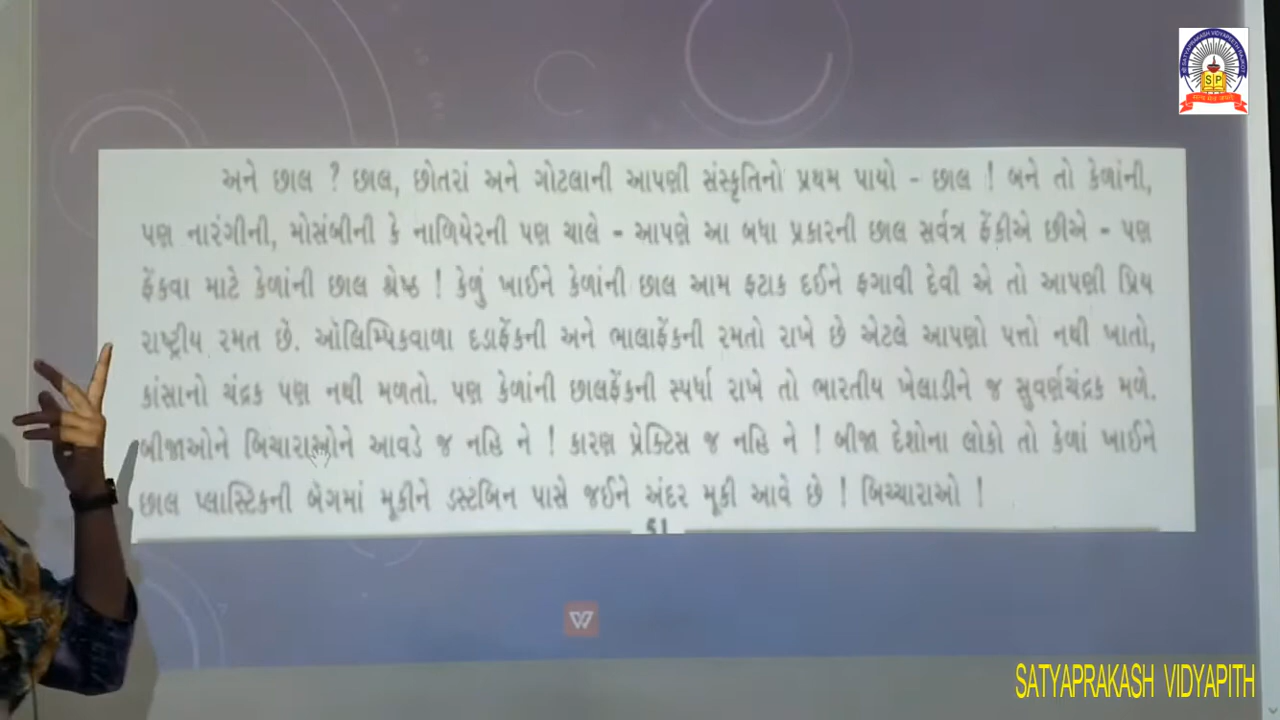 અને છાલ ? છાલ, છોતરાં અને ગોટલાની આપણી સંસ્કૃતિનો પ્રથમ પાયો - છાલ ! બને તો કેળાંની,
પણ નારંગીની, મોસંબીની કે નાળિયેરની પણ ચાલે - આપણે આ બધા પ્રકારની છાલ સર્વત્ર ફેંકીએ છીએ - પણ
ફેંકવા માટે કેળાંની છાલ શ્રેષ્ઠ ! કેળું ખાઈને કેળાંની છાલ આમ ફટાક દઈને ફગાવી દેવી એ તો આપણી પ્રિય
રાષ્ટ્રીય રમત છે. ઑલિમ્પિકવાળા દડાફેંકની અને ભાલાફેંકની રમતો રાખે છે એટલે આપણો પત્તો નથી ખાતો,
કાંસાનો ચંદ્રક પણ નથી મળતો. પણ કેળાંની છાલફેંકની સ્પર્ધા રાખે તો ભારતીય ખેલાડીને જ સુવર્ણચંદ્રક મળે.
બીજાઓને બિચારાઓને આવડે જ નહિ ને ! કારણ પ્રેક્ટિસ જ નહિ ને ! બીજા દેશોના લોકો તો કેળાં ખાઈને
છાલ પ્લાસ્ટિકની બૅગમાં મૂકીને ડસ્ટબિન પાસે જઈને અંદર મૂકી આવે છે ! બિચ્ચારાઓ !
51
SP
SATYAPRAKASH VIDYAPITH